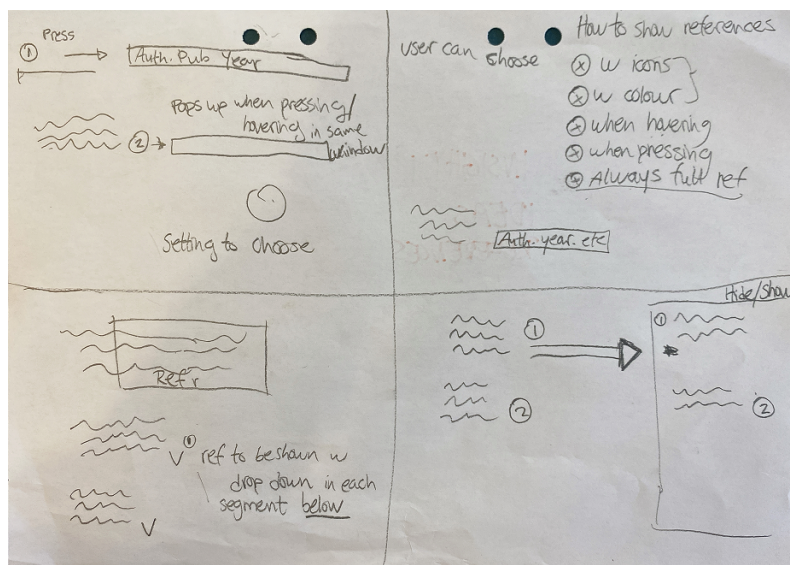 Press
① Auth. Pub Year
Pops up when pressing/
hovering in same
② window
Setting to choose
How to show references
user can choose
w icons
w colour
when hovering
when pressing
Always full ref
Auth. year. etc
Refr
① ref to be shown w
drop down in each
segment below
Hide/Show
①
①
②
②